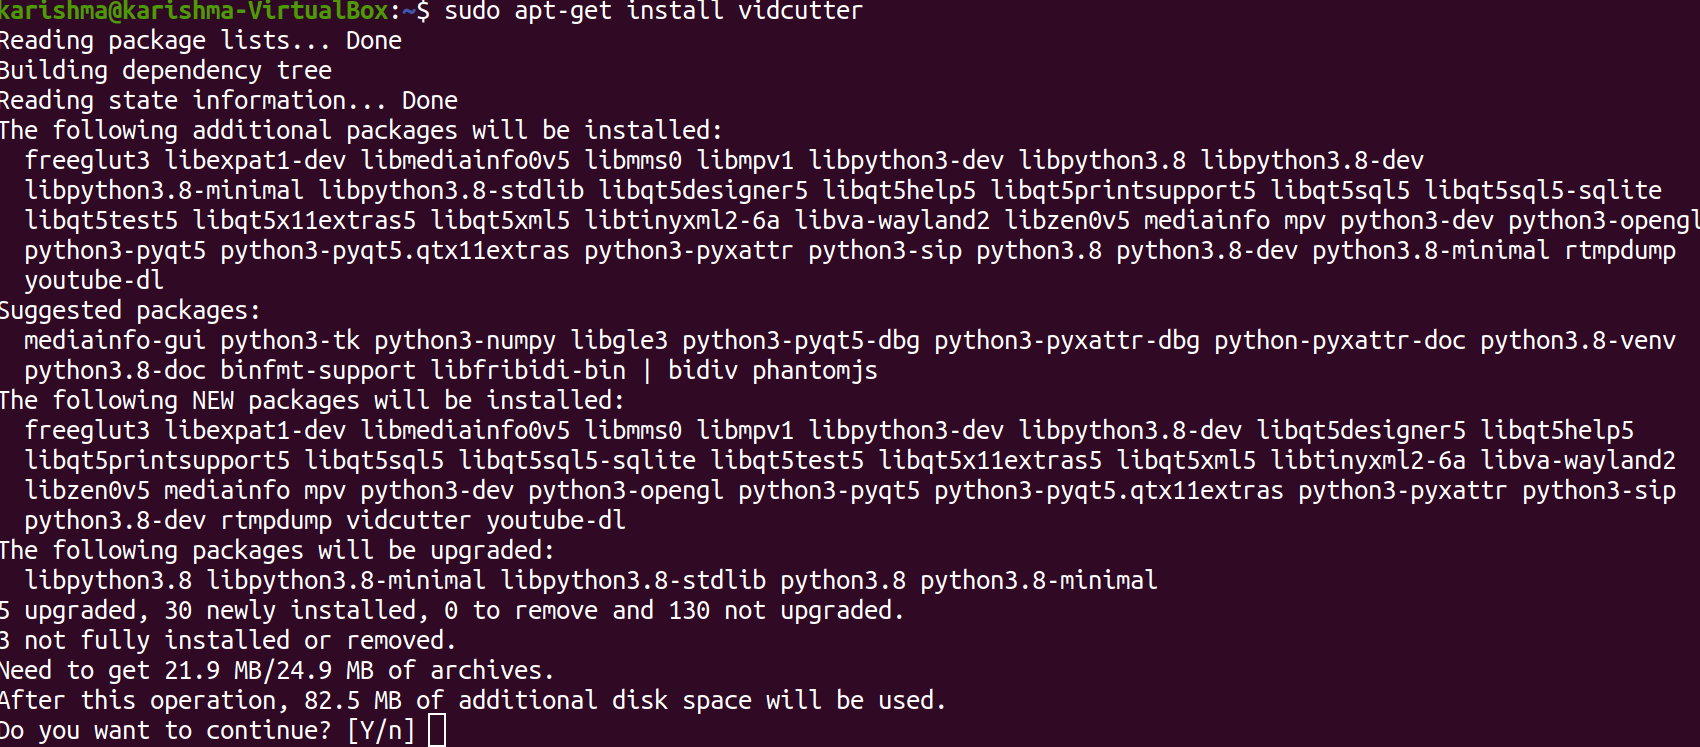 karishma@karishma-VirtualBox:~$ sudo apt-get install vidcutter
Reading package lists... Done
Building dependency tree
Reading state information... Done
The following additional packages will be installed:
  freeglut3 libexpat1-dev libmediainfo0v5 libmms0 libmpv1 libpython3-dev libpython3.8 libpython3.8-dev
  libpython3.8-minimal libpython3.8-stdlib libqt5designer5 libqt5help5 libqt5printsupport5 libqt5sql5 libqt5sql5-sqlite
  libqt5test5 libqt5x11extras5 libqt5xml5 libtinyxml2-6a libva-wayland2 libzen0v5 mediainfo mpv python3-dev python3-opengl
  python3-pyqt5 python3-pyqt5.qtx11extras python3-pyxattr python3-sip python3.8 python3.8-dev python3.8-minimal rtmpdump
  youtube-dl
Suggested packages:
  mediainfo-gui python3-tk python3-numpy libgle3 python3-pyqt5-dbg python3-pyxattr-dbg python-pyxattr-doc python3.8-venv
  python3.8-doc binfmt-support libfribidi-bin | bidiv phantomjs
The following NEW packages will be installed:
  freeglut3 libexpat1-dev libmediainfo0v5 libmms0 libmpv1 libpython3-dev libpython3.8-dev libqt5designer5 libqt5help5
  libqt5printsupport5 libqt5sql5 libqt5sql5-sqlite libqt5test5 libqt5x11extras5 libqt5xml5 libtinyxml2-6a libva-wayland2
  libzen0v5 mediainfo mpv python3-dev python3-opengl python3-pyqt5 python3-pyqt5.qtx11extras python3-pyxattr python3-sip
  python3.8-dev rtmpdump vidcutter youtube-dl
The following packages will be upgraded:
  libpython3.8 libpython3.8-minimal libpython3.8-stdlib python3.8 python3.8-minimal
5 upgraded, 30 newly installed, 0 to remove and 130 not upgraded.
3 not fully installed or removed.
Need to get 21.9 MB/24.9 MB of archives.
After this operation, 82.5 MB of additional disk space will be used.
Do you want to continue? [Y/n]